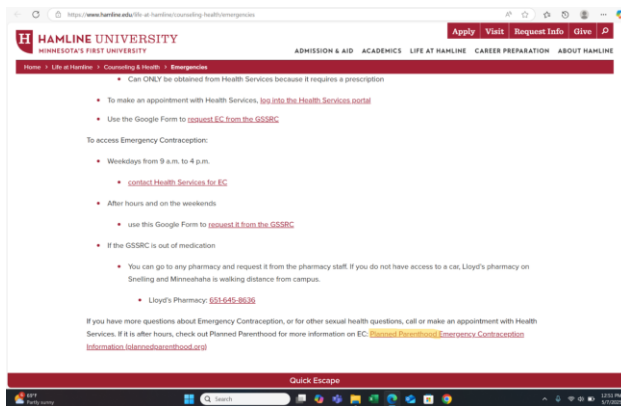 https://www.hamline.edu/life-at-hamline/counseling-health/emergencies
Apply Visit Request Info Give
H HAMLINE UNIVERSITY
MINNESOTA'S FIRST UNIVERSITY
ADMISSION & AID ACADEMICS LIFE AT HAMLINE CAREER PREPARATION ABOUT HAMLINE
Home > Life at Hamline > Counseling & Health > Emergencies
• Can ONLY be obtained from Health Services because it requires a prescription
• To make an appointment with Health Services, log into the Health Services portal
• Use the Google Form to request EC from the GSSRC
To access Emergency Contraception:
• Weekdays from 9 a.m. to 4 p.m.
• contact Health Services for EC
• After hours and on the weekends
• use this Google Form to request it from the GSSRC
• If the GSSRC is out of medication
• You can go to any pharmacy and request it from the pharmacy staff. If you do not have access to a car, Lloyd's pharmacy on
Snelling and Minneahaha is walking distance from campus.
• Lloyd's Pharmacy: 651-645-8636
If you have more questions about Emergency Contraception, or for other sexual health questions, call or make an appointment with Health
Services. If it is after hours, check out Planned Parenthood for more information on EC: Planned Parenthood Emergency Contraception
Information (plannedparenthood.org)
Quick Escape
Partly sunny
Search
12:51 PM